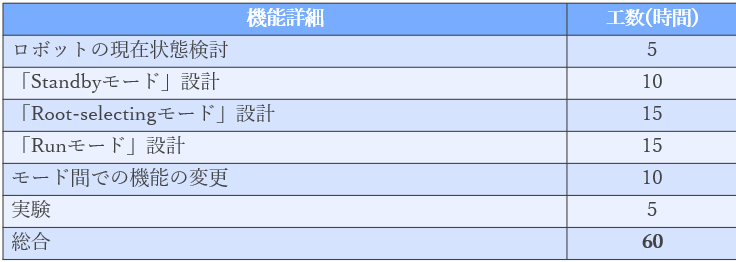 機能詳細 工数(時間)
ロボットの現在状態検討 5
「Standbyモード」設計 10
「Root-selectingモード」設計 15
「Runモード」設計 15
モード間での機能の変更 10
実験 5
総合 60